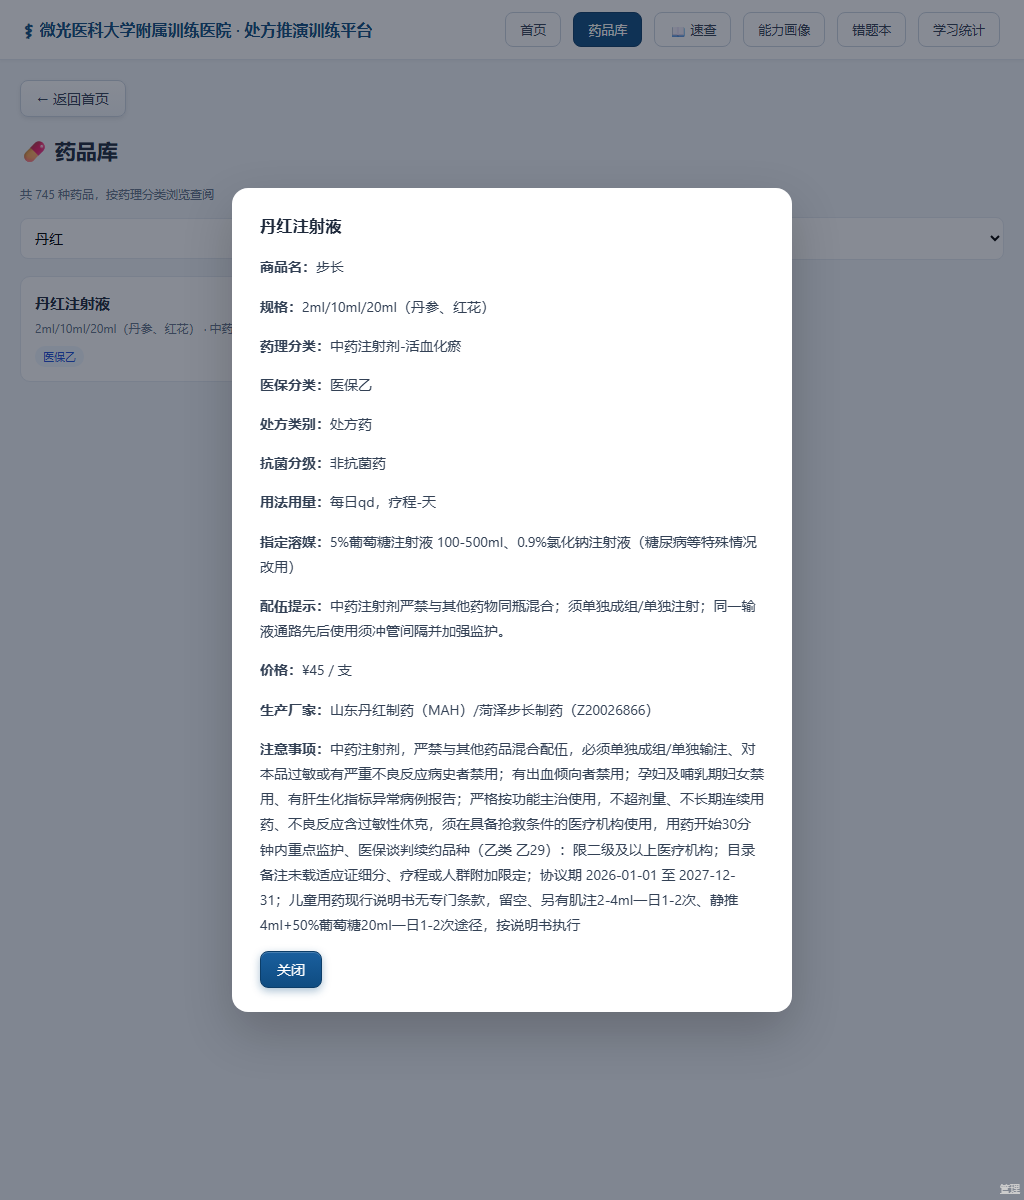 微光医科大学附属训练医院 · 处方推演训练平台
首页
药品库
速查
能力画像
错题本
学习统计
← 返回首页
药品库
共 745 种药品，按药理分类浏览查阅
丹红
丹红注射液
2ml/10ml/20ml（丹参、红花） · 中药
医保乙
丹红注射液
商品名：步长
规格：2ml/10ml/20ml（丹参、红花）
药理分类：中药注射剂-活血化瘀
医保分类：医保乙
处方类别：处方药
抗菌分级：非抗菌药
用法用量：每日qd，疗程-天
指定溶媒：5%葡萄糖注射液 100-500ml、0.9%氯化钠注射液（糖尿病等特殊情况
改用）
配伍提示：中药注射剂严禁与其他药物同瓶混合；须单独成组/单独注射；同一输
液通路先后使用须冲管间隔并加强监护。
价格：¥45 / 支
生产厂家：山东丹红制药（MAH）/菏泽步长制药（Z20026866）
注意事项：中药注射剂，严禁与其他药品混合配伍，必须单独成组/单独输注、对
本品过敏或有严重不良反应病史者禁用；有出血倾向者禁用；孕妇及哺乳期妇女禁
用、有肝生化指标异常病例报告；严格按功能主治使用，不超剂量、不长期连续用
药、不良反应含过敏性休克，须在具备抢救条件的医疗机构使用，用药开始30分
钟内重点监护、医保谈判续约品种（乙类 乙29）：限二级及以上医疗机构；目录
备注未载适应证细分、疗程或人群附加限定；协议期 2026-01-01 至 2027-12-
31；儿童用药现行说明书无专门条款，留空、另有肌注2-4ml一日1-2次、静推
4ml+50%葡萄糖20ml一日1-2次途径，按说明书执行
关闭
管理